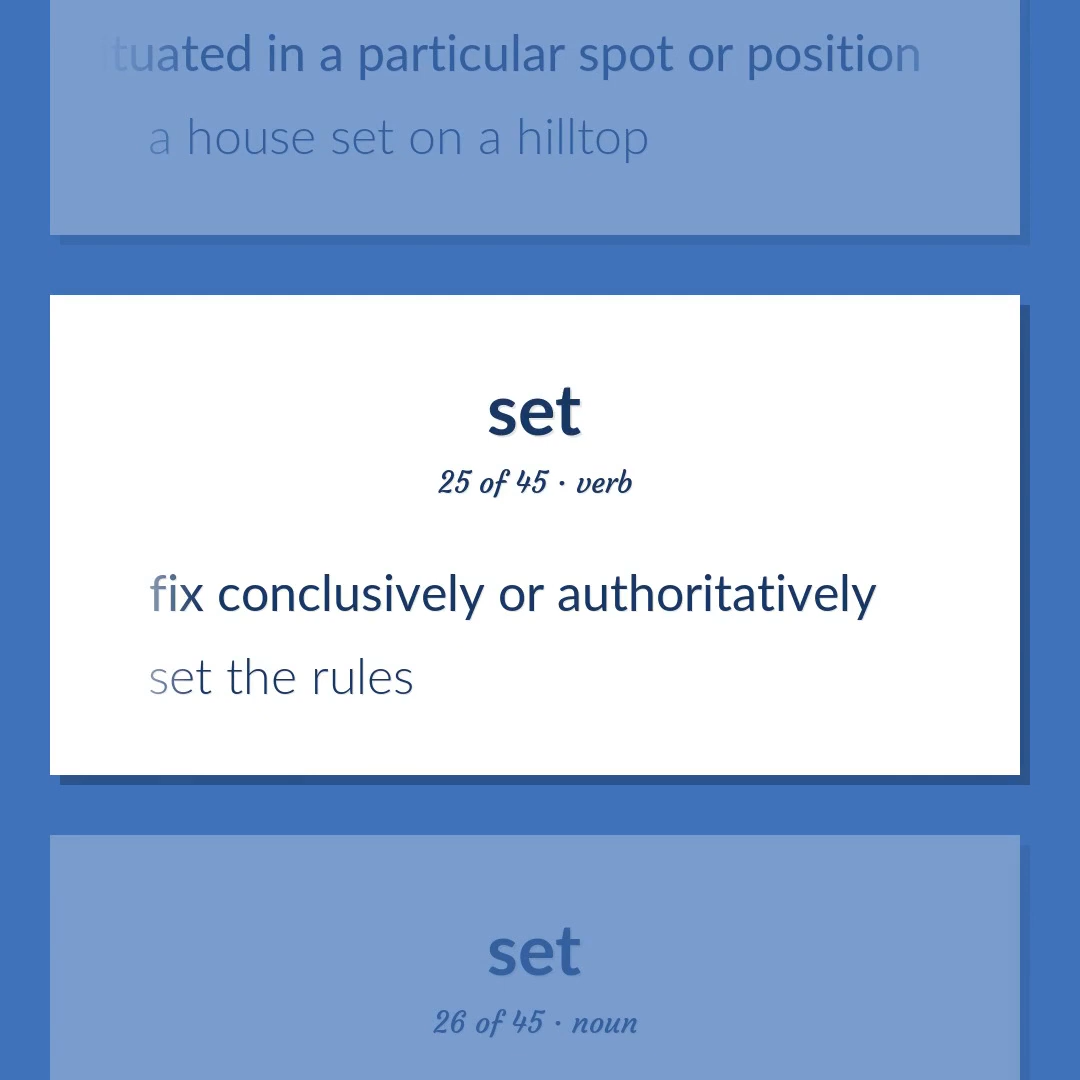 tuated in a particular spot or position
a house set on a hilltop
set
25 of 45 · verb
fix conclusively or authoritatively
set the rules
set
26 of 45 · noun